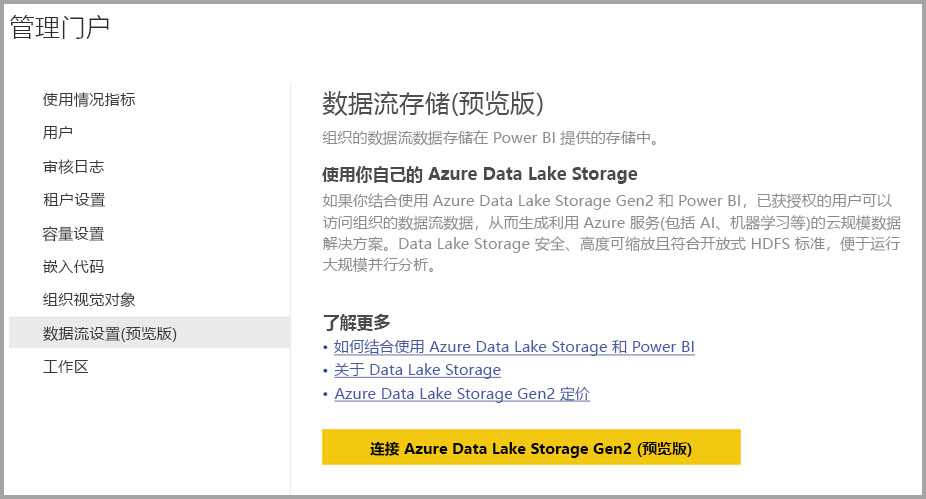 管理门户
使用情况指标
用户
审核日志
租户设置
容量设置
嵌入代码
组织视觉对象
数据流设置(预览版)
工作区
数据流存储(预览版)
组织的数据流数据存储在 Power BI 提供的存储中。
使用你自己的 Azure Data Lake Storage
如果你结合使用 Azure Data Lake Storage Gen2 和 Power BI，已获授权的用户可以
访问组织的数据流数据，从而生成利用 Azure 服务(包括 AI、机器学习等)的云规模数据
解决方案。Data Lake Storage 安全、高度可缩放且符合开放式 HDFS 标准，便于运行
大规模并行分析。
了解更多
• 如何结合使用 Azure Data Lake Storage 和 Power BI
• 关于 Data Lake Storage
• Azure Data Lake Storage Gen2 定价
连接 Azure Data Lake Storage Gen2 (预览版)